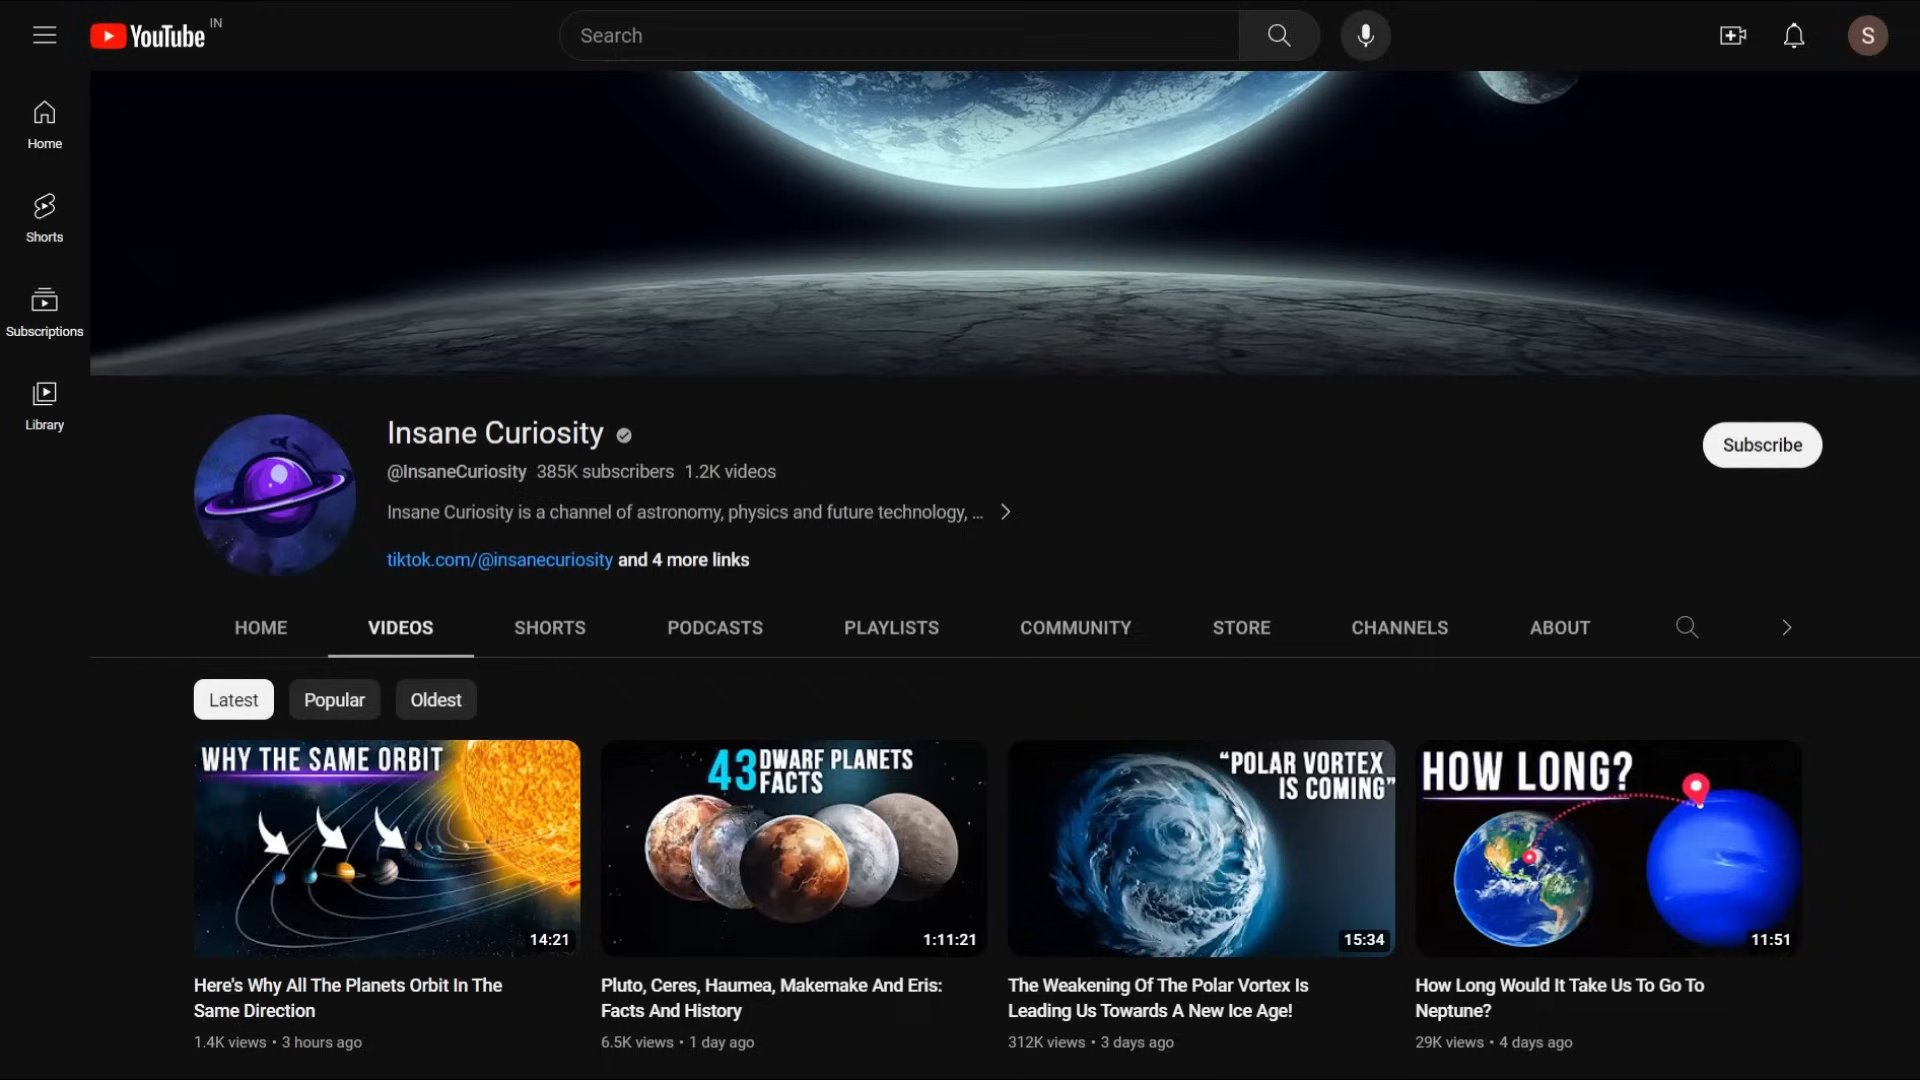 YouTube IN
Search
S
Home
Shorts
Subscriptions
Library
Insane Curiosity
@InsaneCuriosity 385K subscribers 1.2K videos
Insane Curiosity is a channel of astronomy, physics and future technology, ...
tiktok.com/@insanecuriosity and 4 more links
Subscribe
HOME VIDEOS SHORTS PODCASTS PLAYLISTS COMMUNITY STORE CHANNELS ABOUT
Latest Popular Oldest
WHY THE SAME ORBIT
14:21
Here's Why All The Planets Orbit In The
Same Direction
1.4K views • 3 hours ago
43 DWARF PLANETS
FACTS
1:11:21
Pluto, Ceres, Haumea, Makemake And Eris:
Facts And History
6.5K views • 1 day ago
“POLAR VORTEX
IS COMING”
15:34
The Weakening Of The Polar Vortex Is
Leading Us Towards A New Ice Age!
312K views • 3 days ago
HOW LONG?
11:51
How Long Would It Take Us To Go To
Neptune?
29K views • 4 days ago